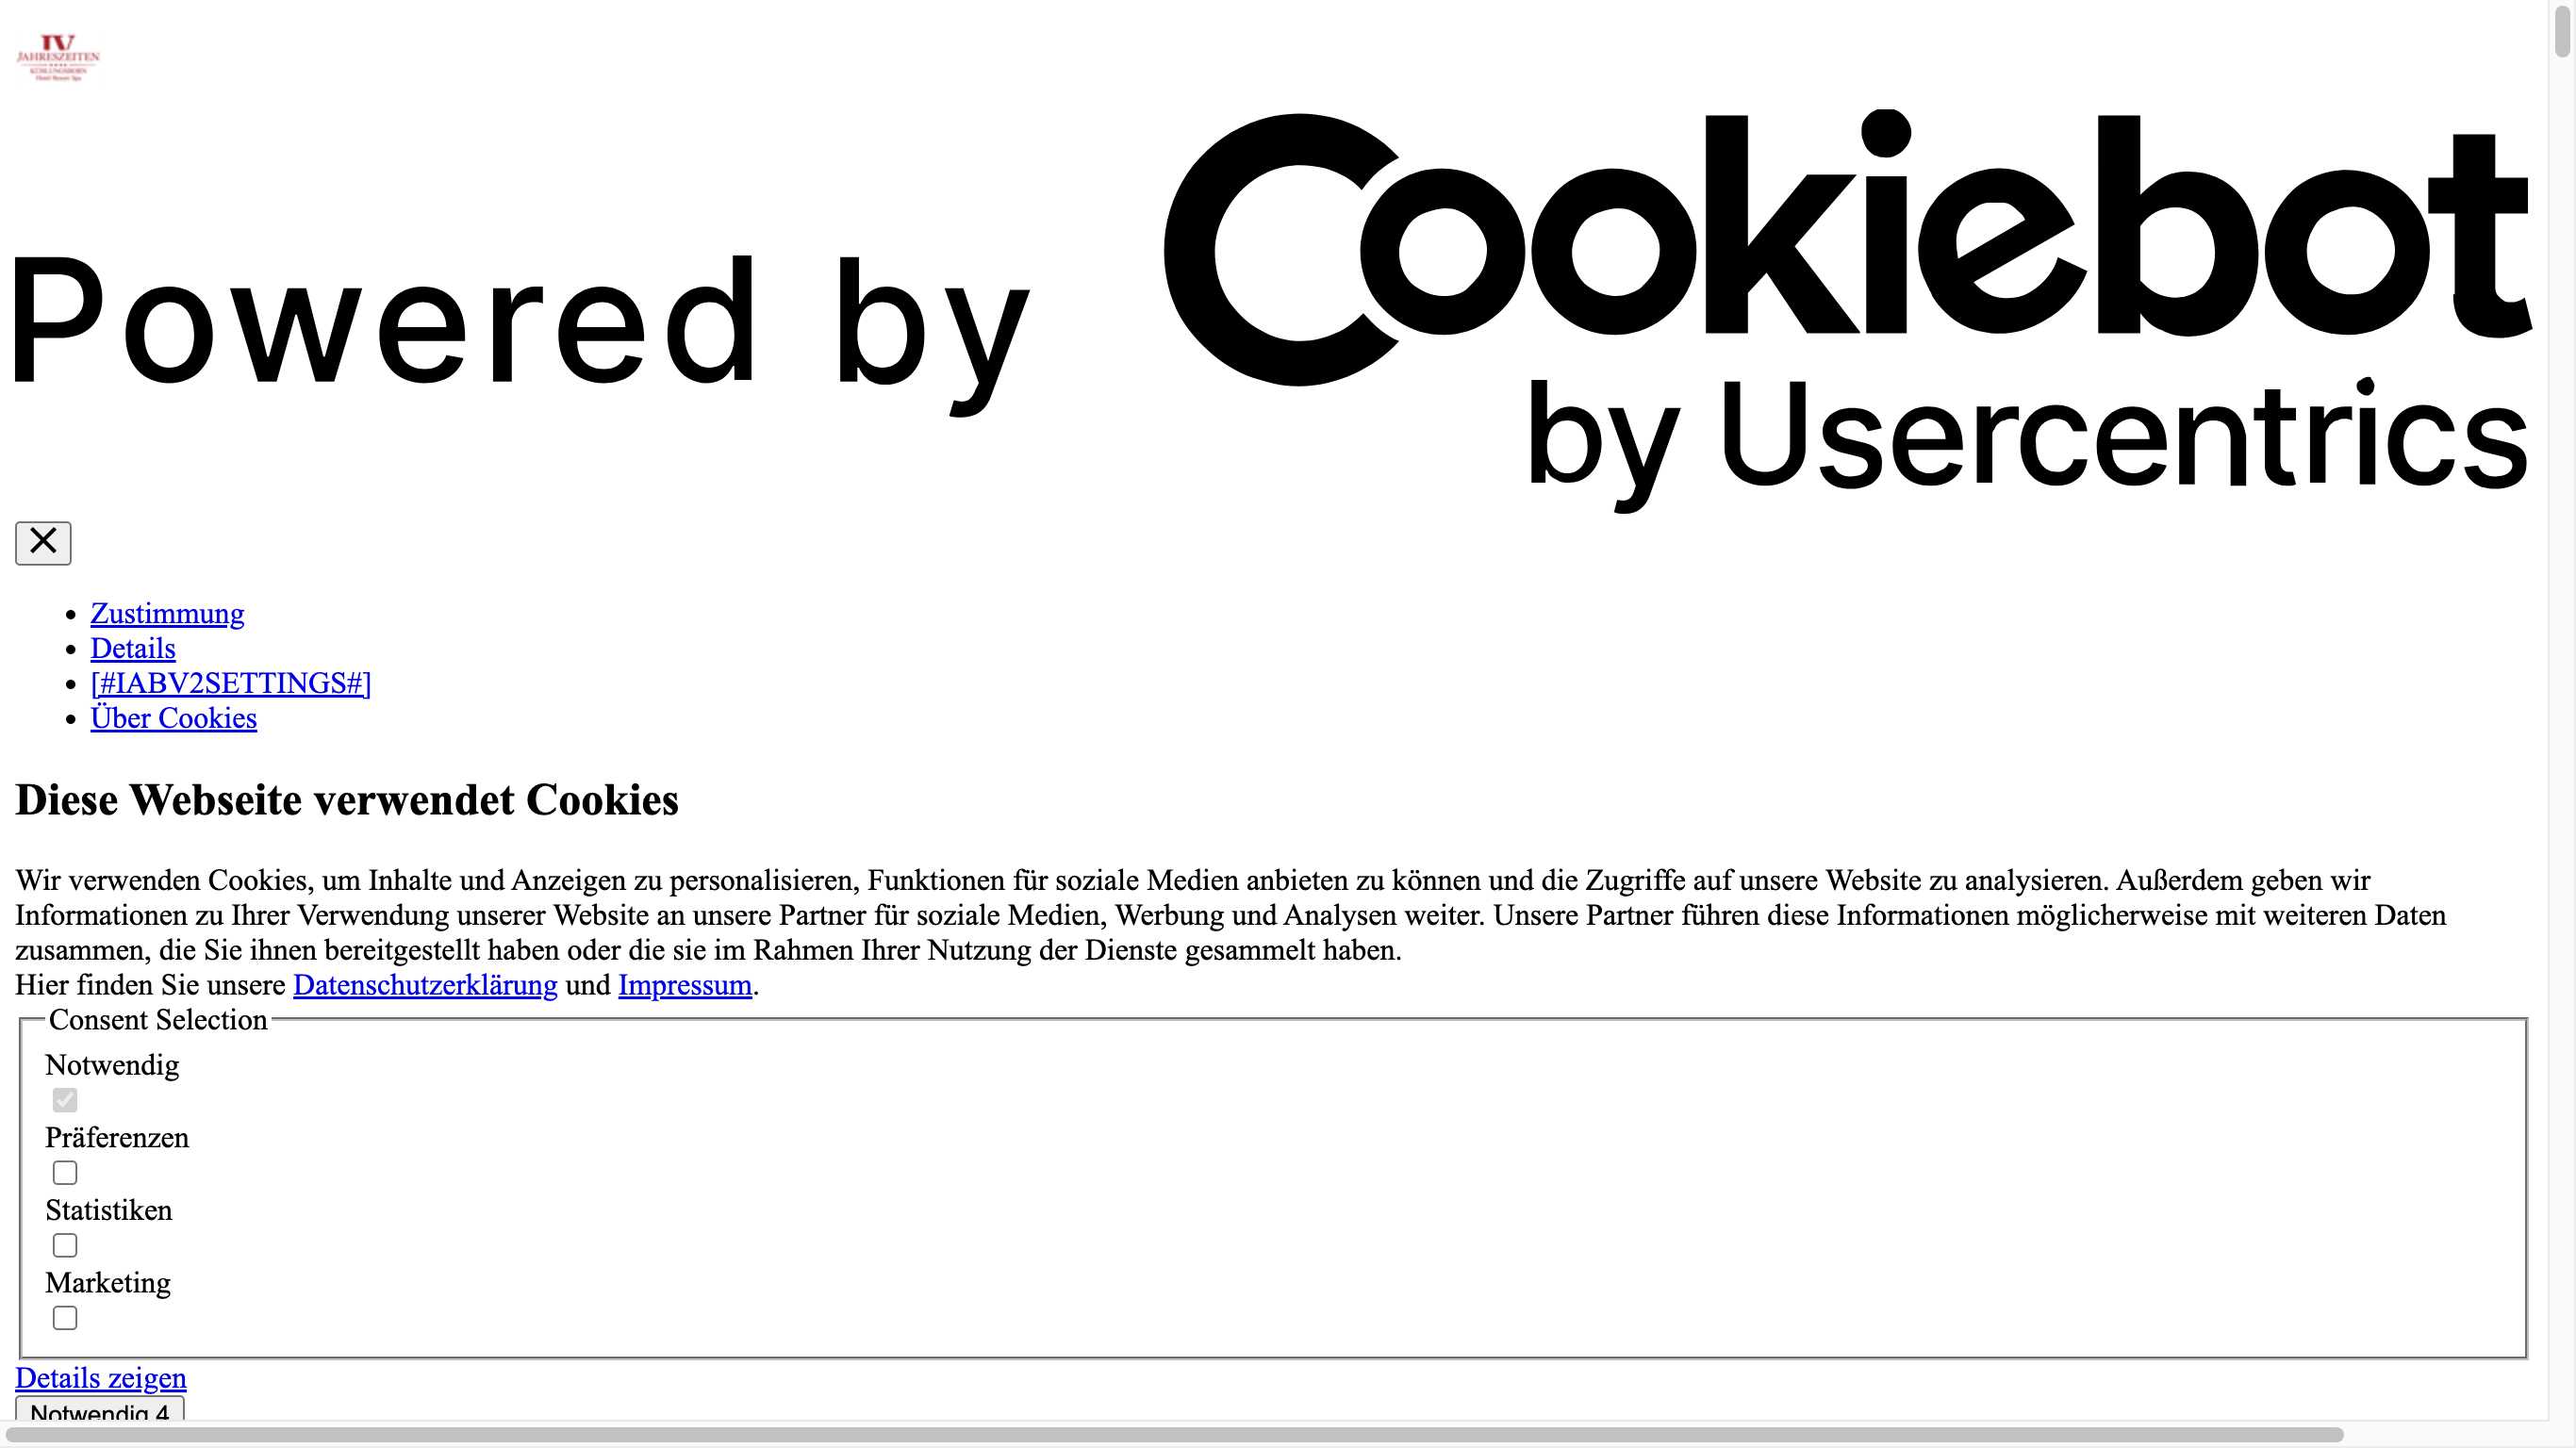 IV
JAHRESZEITEN
KÜHLUNGSBORN
Hotel Resort Spa
Powered by
Cookiebot
by Usercentrics
Zustimmung
Details
[#IABV2SETTINGS#]
Über Cookies
Diese Webseite verwendet Cookies
Wir verwenden Cookies, um Inhalte und Anzeigen zu personalisieren, Funktionen für soziale Medien anbieten zu können und die Zugriffe auf unsere Website zu analysieren. Außerdem geben wir
Informationen zu Ihrer Verwendung unserer Website an unsere Partner für soziale Medien, Werbung und Analysen weiter. Unsere Partner führen diese Informationen möglicherweise mit weiteren Daten
zusammen, die Sie ihnen bereitgestellt haben oder die sie im Rahmen Ihrer Nutzung der Dienste gesammelt haben.
Hier finden Sie unsere Datenschutzerklärung und Impressum.
Consent Selection
Notwendig
Präferenzen
Statistiken
Marketing
Details zeigen
Notwendig 4